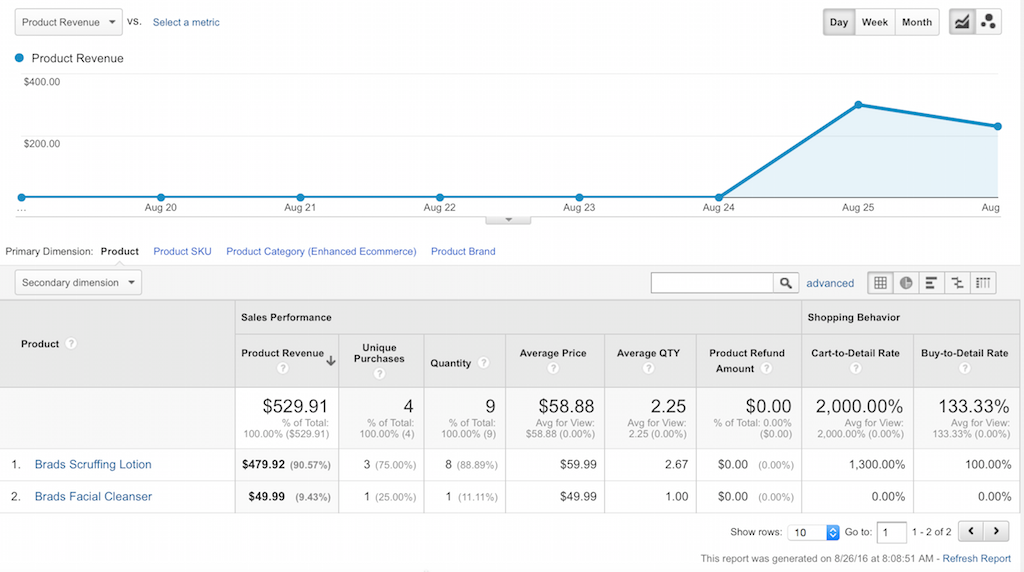 Product Revenue vs. Select a metric Day Week Month
Product Revenue
$400.00
$200.00
... Aug 20 Aug 21 Aug 22 Aug 23 Aug 24 Aug 25 Aug
Primary Dimension: Product Product SKU Product Category (Enhanced Ecommerce) Product Brand
Secondary dimension advanced
Sales Performance Shopping Behavior
Product ? Product Revenue ? Unique Purchases ? Quantity ? Average Price ? Average QTY ? Product Refund Amount ? Cart-to-Detail Rate ? Buy-to-Detail Rate ?
$529.91 4 9 $58.88 2.25 $0.00 2,000.00% 133.33%
% of Total: % of Total: % of Total: Avg for View: Avg for View: % of Total: 0.00% Avg for View: Avg for View:
100.00% ($529.91) 100.00% (4) 100.00% (9) $58.88 (0.00%) 2.25 (0.00%) ($0.00) 2,000.00% (0.00%) 133.33% (0.00%)
1. Brads Scruffing Lotion $479.92 (90.57%) 3 (75.00%) 8 (88.89%) $59.99 2.67 $0.00 (0.00%) 1,300.00% 100.00%
2. Brads Facial Cleanser $49.99 (9.43%) 1 (25.00%) 1 (11.11%) $49.99 1.00 $0.00 (0.00%) 0.00% 0.00%
Show rows: 10 Go to: 1 1 - 2 of 2
This report was generated on 8/26/16 at 8:08:51 AM - Refresh Report